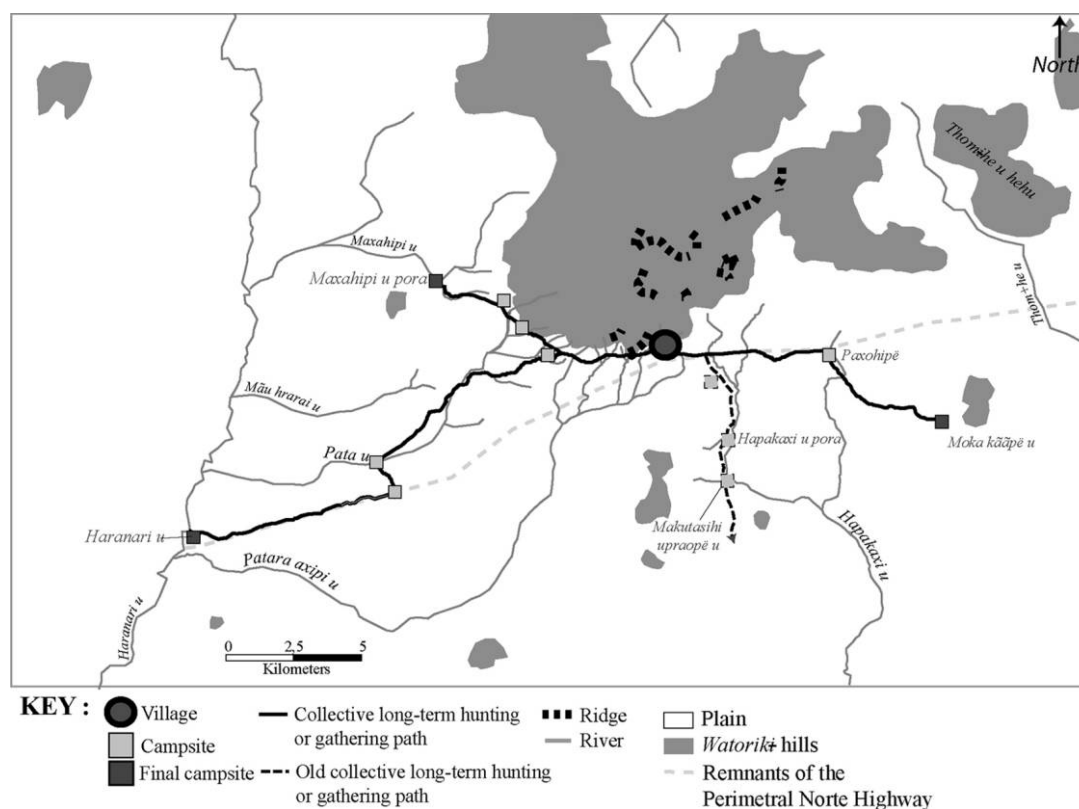 North
Thomɨhe u hehu
Maxahipi u
Maxahipi u pora
Thomɨhe u
Paxohipë
Mãu hrarai u
Moka kããpë u
Hapakaxi u pora
Pata u
Makutasihi
upraopë u
Haranari u
Hapakaxi u
Patara axipi u
Haranari u
0 2,5 5
Kilometers
KEY :
Village
Campsite
Final campsite
Collective long-term hunting
or gathering path
Old collective long-term hunting
or gathering path
Ridge
River
Plain
Watorikɨ hills
Remnants of the
Perimetral Norte Highway